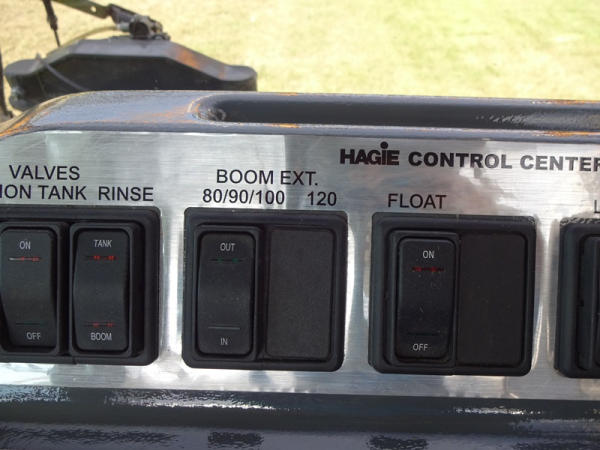 HAGIE CONTROL CENTER
VALVES
TANK RINSE
BOOM EXT.
80/90/100 120
FLOAT
ON
OFF
TANK
BOOM
OUT
IN
ON
OFF